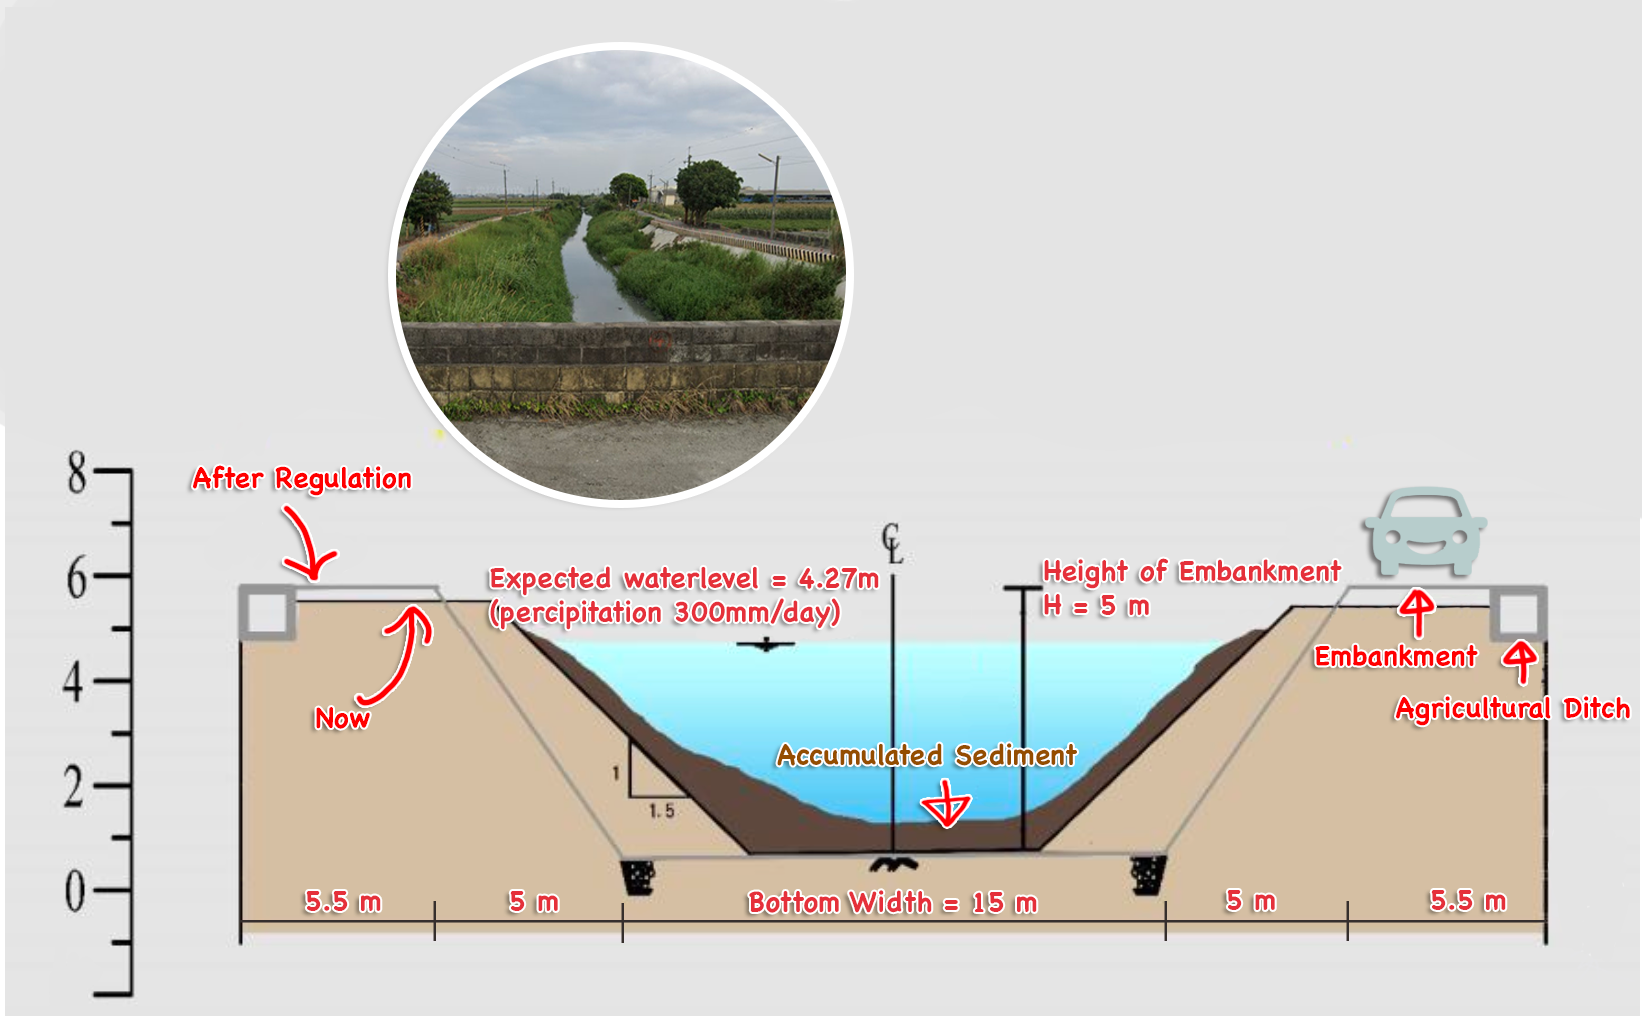 8
After Regulation
6
Expected waterlevel = 4.27m
(percipitation 300mm/day)
℄
Height of Embankment
H = 5 m
Embankment
4
Now
Agricultural Ditch
Accumulated Sediment
2
1
1.5
0
5.5 m
5 m
Bottom Width = 15 m
5 m
5.5 m